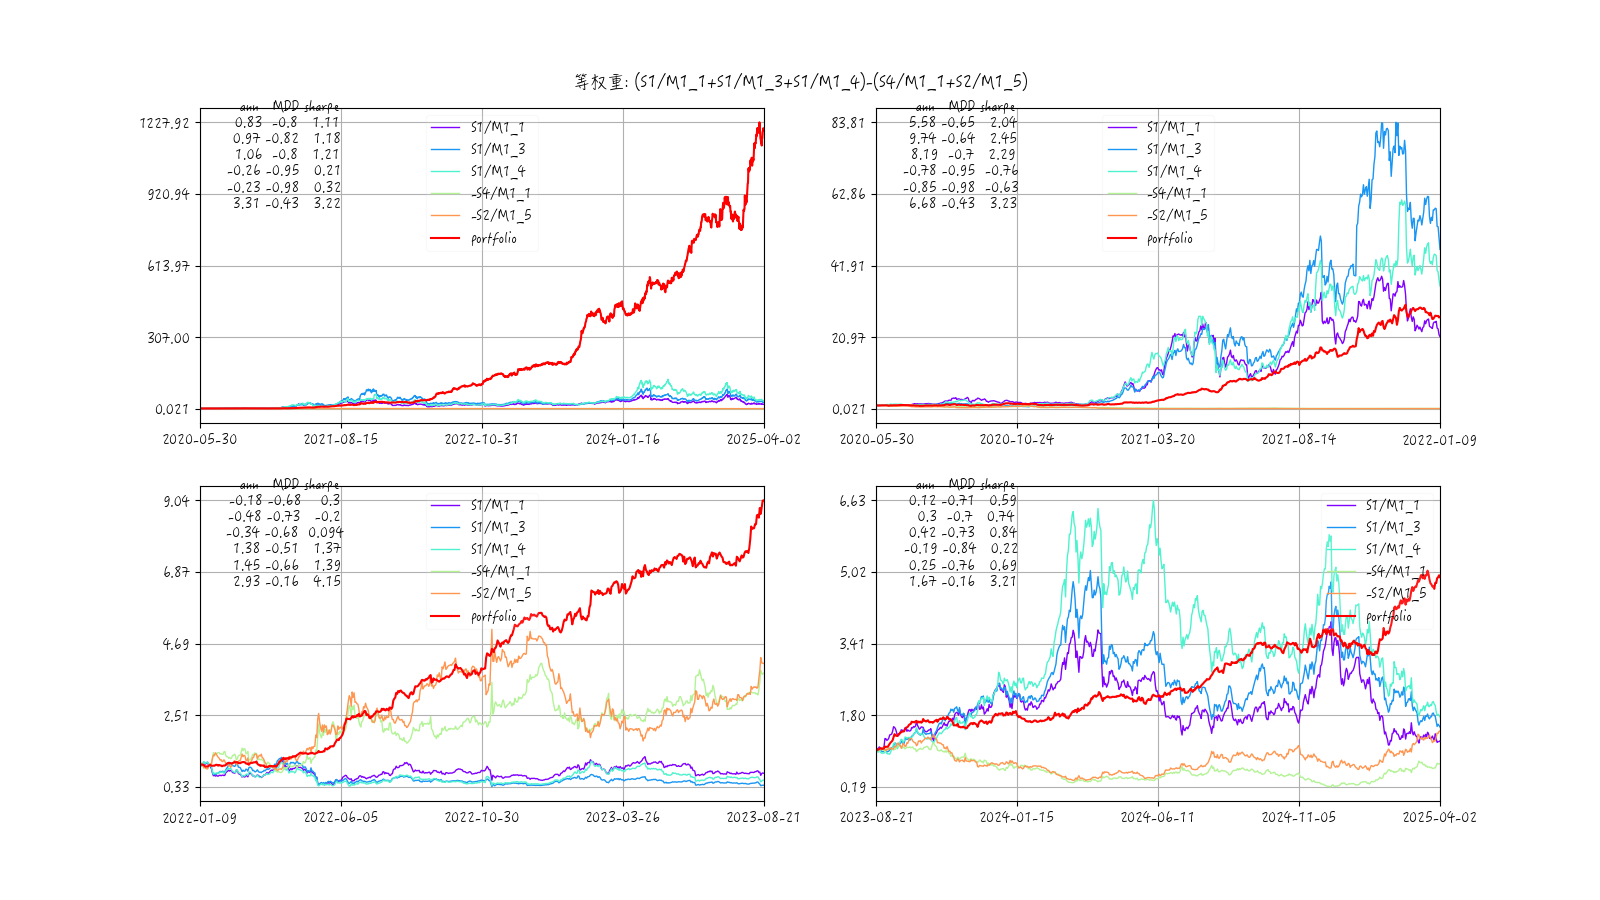 等权重: (S1/M1_1+S1/M1_3+S1/M1_4)-(S4/M1_1+S2/M1_5)
ann MDD sharpe
0.83 -0.8 1.11
0.97 -0.82 1.18
1.06 -0.8 1.21
-0.26 -0.95 0.21
-0.23 -0.98 0.32
3.31 -0.43 3.22
S1/M1_1
S1/M1_3
S1/M1_4
-S4/M1_1
-S2/M1_5
portfolio
1227.92
920.94
613.97
307.00
0.021
2020-05-30 2021-08-15 2022-10-31 2024-01-16 2025-04-02
ann MDD sharpe
5.58 -0.65 2.04
9.74 -0.64 2.45
8.19 -0.7 2.29
-0.78 -0.95 -0.76
-0.85 -0.98 -0.63
6.68 -0.43 3.23
S1/M1_1
S1/M1_3
S1/M1_4
-S4/M1_1
-S2/M1_5
portfolio
83.81
62.86
41.91
20.97
0.021
2020-05-30 2020-10-24 2021-03-20 2021-08-14 2022-01-09
ann MDD sharpe
-0.18 -0.68 0.3
-0.48 -0.73 -0.2
-0.34 -0.68 0.094
1.38 -0.51 1.37
1.45 -0.66 1.39
2.93 -0.16 4.15
S1/M1_1
S1/M1_3
S1/M1_4
-S4/M1_1
-S2/M1_5
portfolio
9.04
6.87
4.69
2.51
0.33
2022-01-09 2022-06-05 2022-10-30 2023-03-26 2023-08-21
ann MDD sharpe
0.12 -0.71 0.59
0.3 -0.7 0.74
0.42 -0.73 0.84
-0.19 -0.84 0.22
0.25 -0.76 0.69
1.67 -0.16 3.21
S1/M1_1
S1/M1_3
S1/M1_4
-S4/M1_1
-S2/M1_5
portfolio
6.63
5.02
3.41
1.80
0.19
2023-08-21 2024-01-15 2024-06-11 2024-11-05 2025-04-02